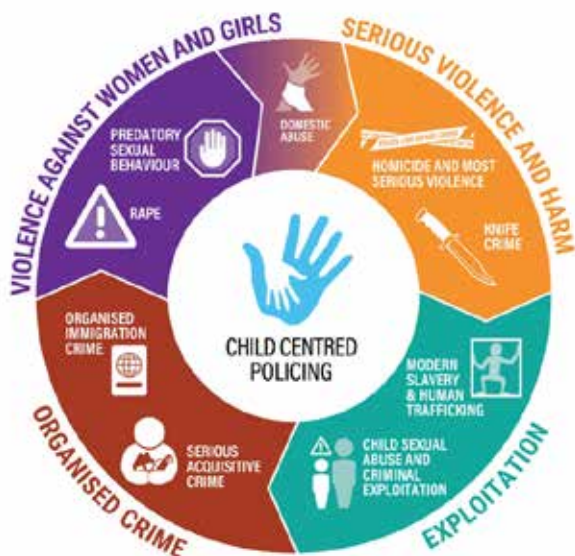 VIOLENCE AGAINST WOMEN AND GIRLS
SERIOUS VIOLENCE AND HARM
DOMESTIC
ABUSE
PREDATORY
SEXUAL
BEHAVIOUR
RAPE
HOMICIDE AND MOST
SERIOUS VIOLENCE
KNIFE
CRIME
CHILD CENTRED
POLICING
ORGANISED
IMMIGRATION
CRIME
SERIOUS
ACQUISITIVE
CRIME
MODERN
SLAVERY
& HUMAN
TRAFFICKING
CHILD SEXUAL
ABUSE AND
CRIMINAL
EXPLOITATION
ORGANISED CRIME
EXPLOITATION